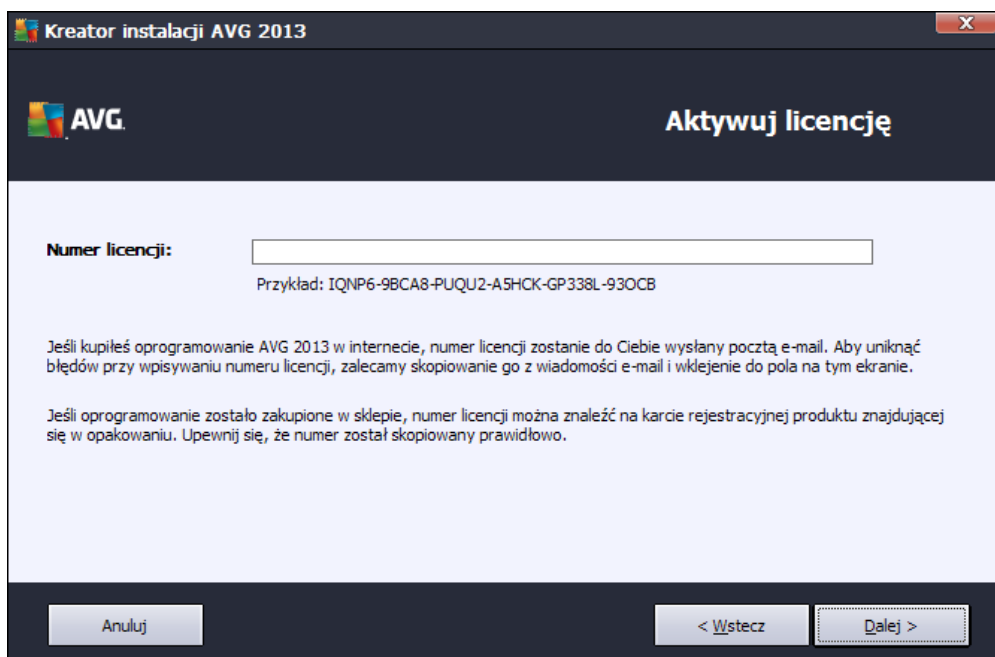 Kreator instalacji AVG 2013
X
AVG.
Aktywuj licencję
Numer licencji:
Przykład: IQNP6-9BCA8-PUQU2-A5HCK-GP338L-93OCB
Jeśli kupiłeś oprogramowanie AVG 2013 w internecie, numer licencji zostanie do Ciebie wysłany pocztą e-mail. Aby uniknąć
błędów przy wpisywaniu numeru licencji, zalecamy skopiowanie go z wiadomości e-mail i wklejenie do pola na tym ekranie.
Jeśli oprogramowanie zostało zakupione w sklepie, numer licencji można znaleźć na karcie rejestracyjnej produktu znajdującej
się w opakowaniu. Upewnij się, że numer został skopiowany prawidłowo.
Anuluj
< Wstecz
Dalej >